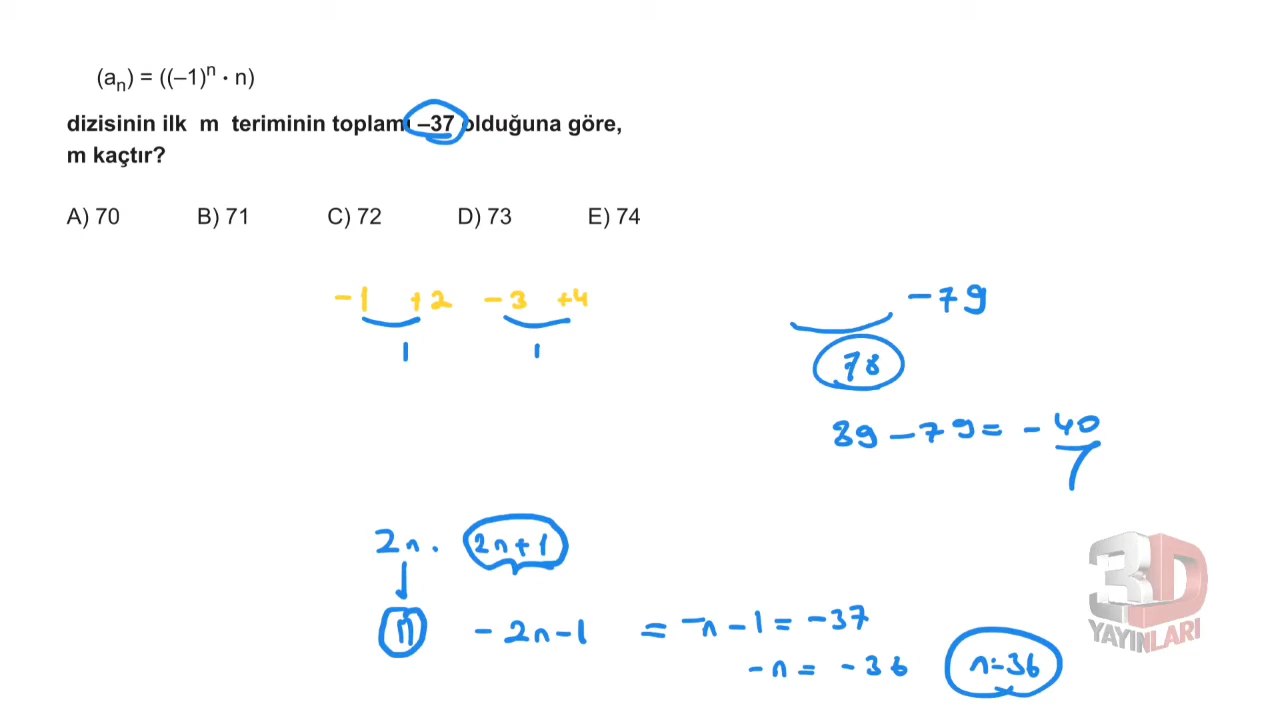 (aₙ) = ((–1)ⁿ · n)
dizisinin ilk m teriminin toplamı –37 olduğuna göre,
m kaçtır?
A) 70 B) 71 C) 72 D) 73 E) 74
-1 +2 -3 +4
1 1
-79
78
39 - 79 = - 40
2n. 2n+1
n -2n-1 = -n-1 = -37
-n = -36 n=36
3D
YAYINLARI